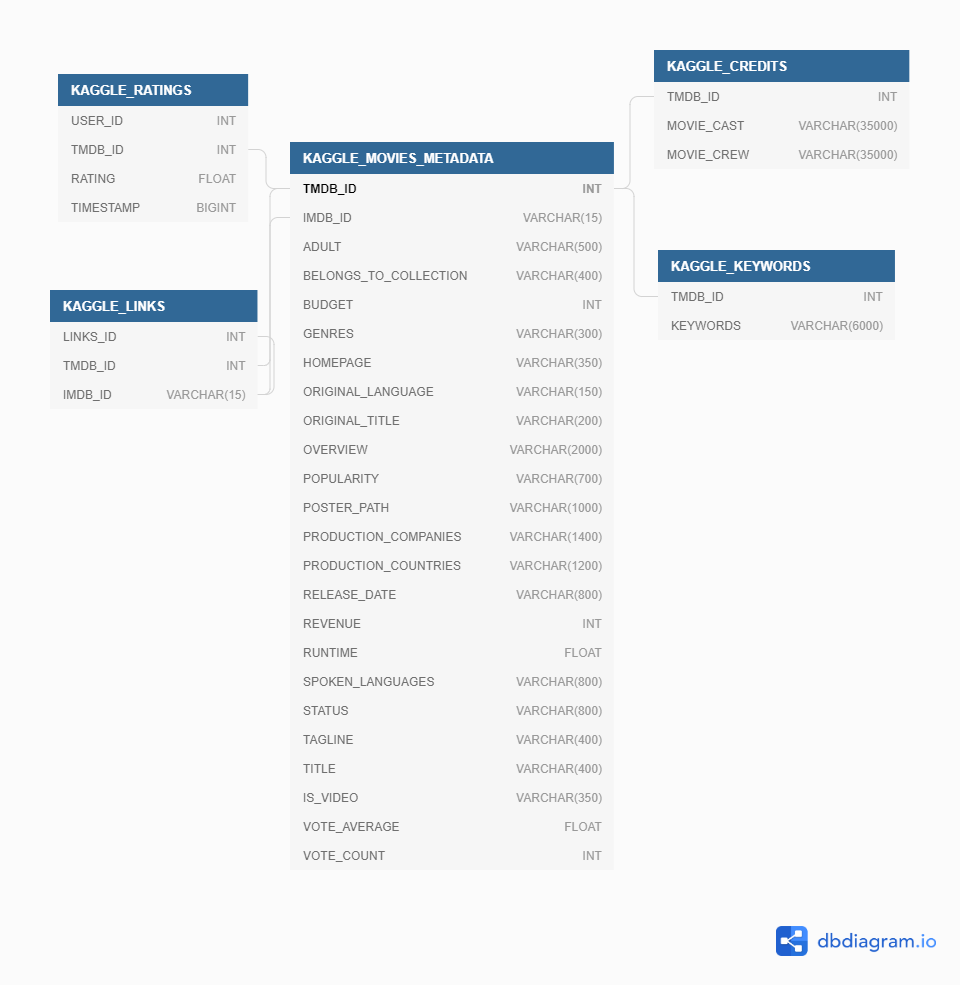 KAGGLE_RATINGS
USER_ID INT
TMDB_ID INT
RATING FLOAT
TIMESTAMP BIGINT
KAGGLE_LINKS
LINKS_ID INT
TMDB_ID INT
IMDB_ID VARCHAR(15)
KAGGLE_MOVIES_METADATA
TMDB_ID INT
IMDB_ID VARCHAR(15)
ADULT VARCHAR(500)
BELONGS_TO_COLLECTION VARCHAR(400)
BUDGET INT
GENRES VARCHAR(300)
HOMEPAGE VARCHAR(350)
ORIGINAL_LANGUAGE VARCHAR(150)
ORIGINAL_TITLE VARCHAR(200)
OVERVIEW VARCHAR(2000)
POPULARITY VARCHAR(700)
POSTER_PATH VARCHAR(1000)
PRODUCTION_COMPANIES VARCHAR(1400)
PRODUCTION_COUNTRIES VARCHAR(1200)
RELEASE_DATE VARCHAR(800)
REVENUE INT
RUNTIME FLOAT
SPOKEN_LANGUAGES VARCHAR(800)
STATUS VARCHAR(800)
TAGLINE VARCHAR(400)
TITLE VARCHAR(400)
IS_VIDEO VARCHAR(350)
VOTE_AVERAGE FLOAT
VOTE_COUNT INT
KAGGLE_CREDITS
TMDB_ID INT
MOVIE_CAST VARCHAR(35000)
MOVIE_CREW VARCHAR(35000)
KAGGLE_KEYWORDS
TMDB_ID INT
KEYWORDS VARCHAR(6000)
dbdiagram.io